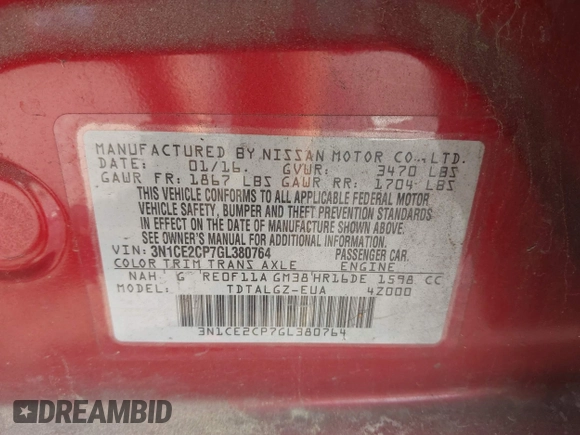 MANUFACTURED BY NISSAN MOTOR CO., LTD.
DATE: 01/16. GVWR: 3470 LBS
GAWR FR: 1867 LBS GAWR RR: 1704 LBS
THIS VEHICLE CONFORMS TO ALL APPLICABLE FEDERAL MOTOR
VEHICLE SAFETY, BUMPER AND THEFT PREVENTION STANDARDS
IN EFFECT ON THE DATE OF MANUFACTURE SHOWN ABOVE.
SEE OWNER'S MANUAL FOR ADDITIONAL INFORMATION.
VIN: 3N1CE2CP7GL380764 PASSENGER CAR.
COLOR TRIM TRANS AXLE ENGINE
NAH G RE0F11A GM38 HR16DE 1598 CC
MODEL: TDTALGZ-EUA 4Z000
3N1CE2CP7GL380764
DREAMBID